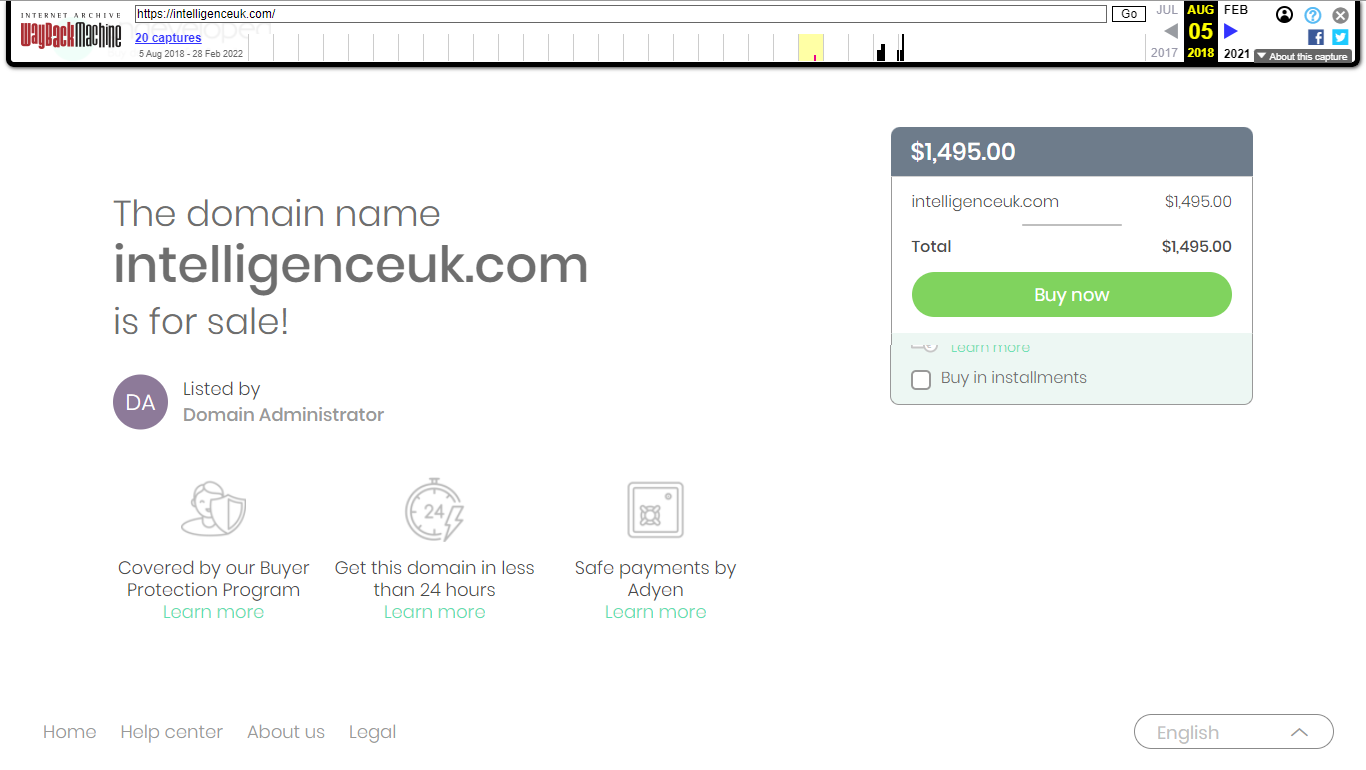 INTERNET ARCHIVE
WayBackMachine
https://intelligenceuk.com/
Go
20 captures
5 Aug 2018 - 28 Feb 2022
JUL AUG FEB
05
2017 2018 2021
About this capture
$1,495.00
intelligenceuk.com $1,495.00
Total $1,495.00
Buy now
Learn more
Buy in installments
The domain name
intelligenceuk.com
is for sale!
DA
Listed by
Domain Administrator
24
Covered by our Buyer
Protection Program
Learn more
Get this domain in less
than 24 hours
Learn more
Safe payments by
Adyen
Learn more
Home Help center About us Legal
English